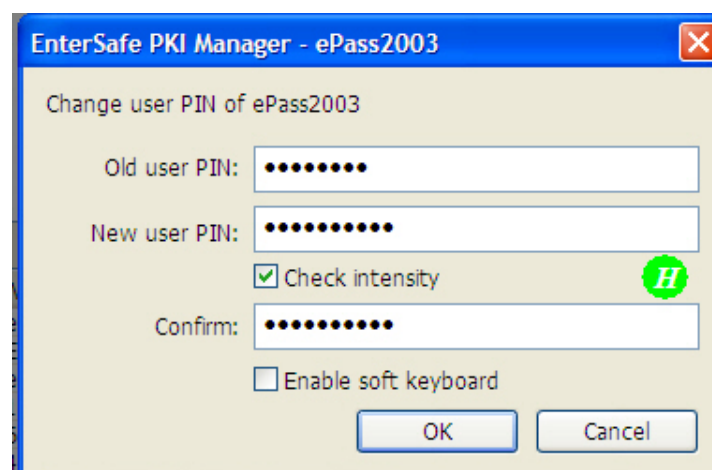 EnterSafe PKI Manager - ePass2003
Change user PIN of ePass2003
Old user PIN: ••••••••
New user PIN: ••••••••••
Check intensity H
Confirm: ••••••••••
Enable soft keyboard
OK Cancel